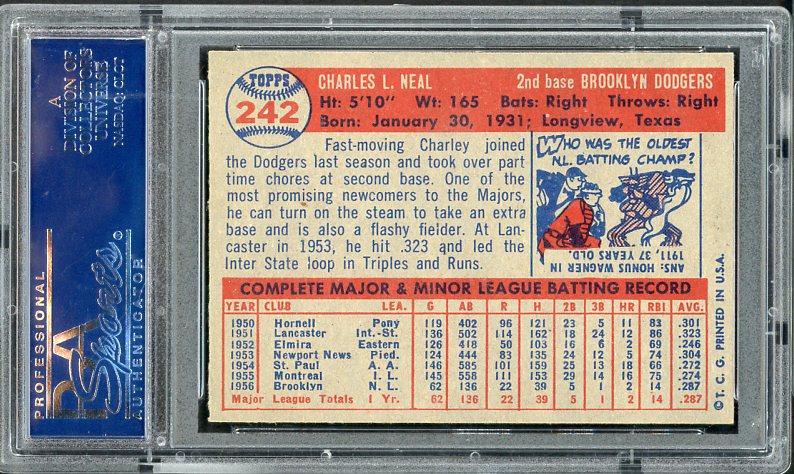 A
DIVISION OF
COLLECTORS
UNIVERSE
NASDAQ: CLCT
PROFESSIONAL
PSA
Sports®
AUTHENTICATOR
TOPPS
242
CHARLES L. NEAL 2nd base BROOKLYN DODGERS
Ht: 5'10" Wt: 165 Bats: Right Throws: Right
Born: January 30, 1931; Longview, Texas
Fast-moving Charley joined
the Dodgers last season and took over part
time chores at second base. One of the
most promising newcomers to the Majors,
he can turn on the steam to take an extra
base and is also a flashy fielder. At Lan-
caster in 1953, he hit .323 and led the
Inter State loop in Triples and Runs.
WHO WAS THE OLDEST
N.L. BATTING CHAMP?
ANS: HONUS WAGNER IN
1911, 37 YEARS OLD.
COMPLETE MAJOR & MINOR LEAGUE BATTING RECORD
YEAR CLUB LEA. G AB R H 2B 3B HR RBI AVG.
1950 Hornell Pony 119 402 96 121 23 5 11 83 .301
1951 Lancaster Int.-St. 136 502 114 162 24 12 8 86 .323
1952 Elmira Eastern 126 418 50 103 16 6 2 69 .246
1953 Newport News Pied. 124 444 83 135 20 12 5 74 .304
1954 St. Paul A. A. 146 585 101 159 25 13 18 66 .272
1955 Montreal I. L. 145 558 108 153 29 14 16 75 .274
1956 Brooklyn N. L. 62 136 22 39 5 1 2 14 .287
Major League Totals 1 Yr. 62 136 22 39 5 1 2 14 .287
©T. C. G. PRINTED IN U.S.A.